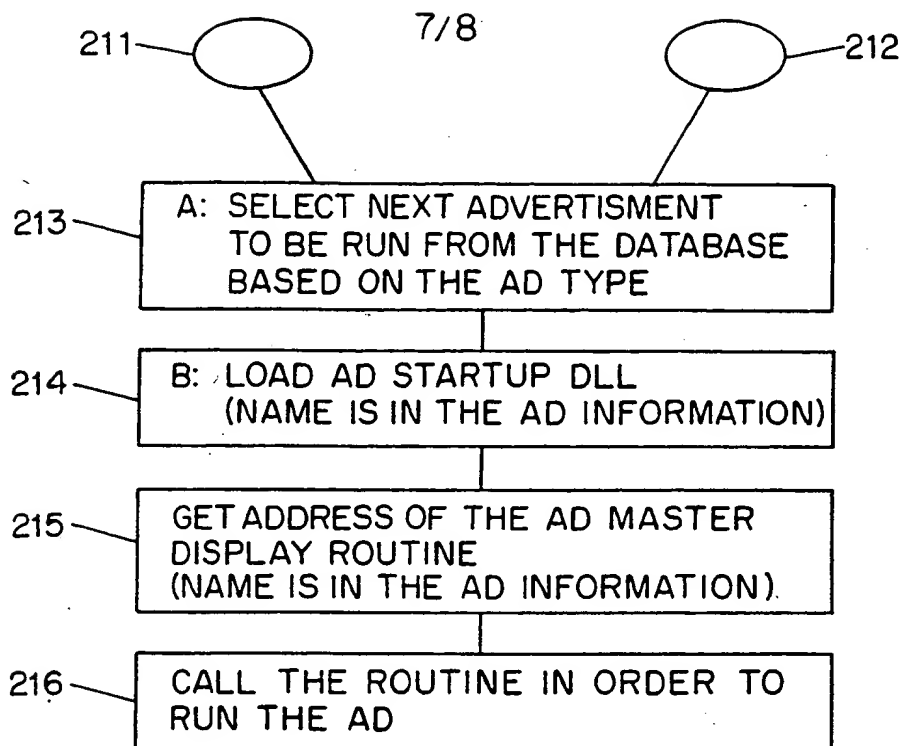 7/8
211
212
213
A: SELECT NEXT ADVERTISMENT
TO BE RUN FROM THE DATABASE
BASED ON THE AD TYPE
214
B: LOAD AD STARTUP DLL
(NAME IS IN THE AD INFORMATION)
215
GET ADDRESS OF THE AD MASTER
DISPLAY ROUTINE
(NAME IS IN THE AD INFORMATION).
216
CALL THE ROUTINE IN ORDER TO
RUN THE AD